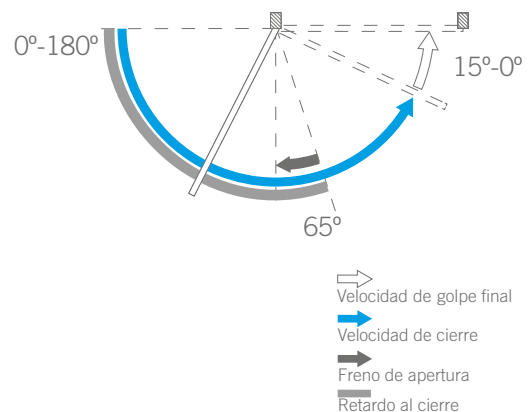 0º-180º
15º-0º
65º
Velocidad de golpe final
Velocidad de cierre
Freno de apertura
Retardo al cierre